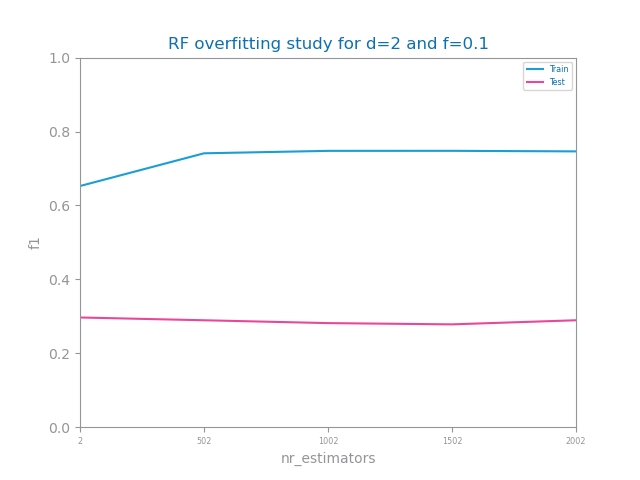 RF overfitting study for d=2 and f=0.1
1.0
0.8
0.6
0.4
0.2
0.0
f1
Train
Test
2 502 1002 1502 2002
nr_estimators